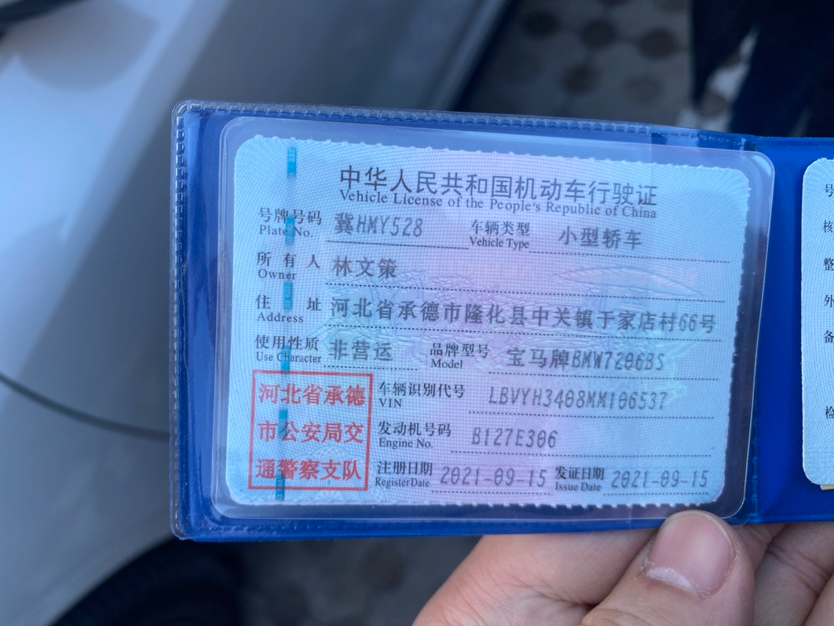 中华人民共和国机动车行驶证
Vehicle License of the People's Republic of China
号牌号码 冀HMY528 车辆类型 小型轿车
Plate No. Vehicle Type
所有人 林文策
Owner
住址 河北省承德市隆化县中关镇于家店村66号
Address
使用性质 非营运 品牌型号 宝马牌BMW7206BS
Use Character Model
河北省承德
市公安局交
通警察支队
车辆识别代号 LBVYH3408MM106537
VIN
发动机号码 B127E306
Engine No.
注册日期 2021-09-15 发证日期 2021-09-15
Register Date Issue Date
号
核
整
外
备
检